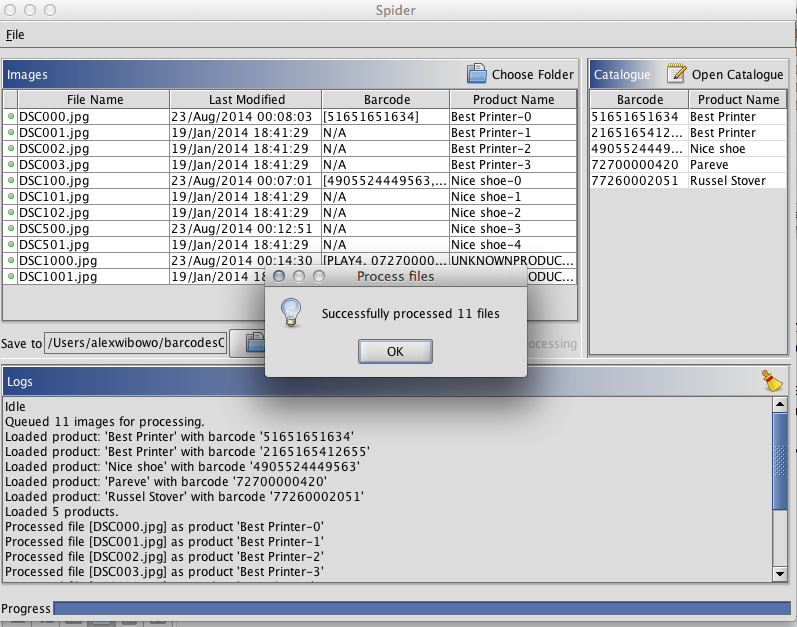 Spider
File
Images Choose Folder
File Name Last Modified Barcode Product Name
DSC000.jpg 23/Aug/2014 00:08:03 [51651651634] Best Printer-0
DSC001.jpg 19/Jan/2014 18:41:29 N/A Best Printer-1
DSC002.jpg 19/Jan/2014 18:41:29 N/A Best Printer-2
DSC003.jpg 19/Jan/2014 18:41:29 N/A Best Printer-3
DSC100.jpg 23/Aug/2014 00:07:01 [4905524449563,... Nice shoe-0
DSC101.jpg 19/Jan/2014 18:41:29 N/A Nice shoe-1
DSC102.jpg 19/Jan/2014 18:41:29 N/A Nice shoe-2
DSC500.jpg 23/Aug/2014 00:12:51 N/A Nice shoe-3
DSC501.jpg 19/Jan/2014 18:41:29 N/A Nice shoe-4
DSC1000.jpg 23/Aug/2014 00:14:30 [PLAY4, 07270000... UNKNOWNPRODUC...
DSC1001.jpg 19/Jan/2014 18 ODUC...
Catalogue Open Catalogue
Barcode Product Name
51651651634 Best Printer
2165165412... Best Printer
4905524449... Nice shoe
72700000420 Pareve
77260002051 Russel Stover
Process files
Successfully processed 11 files
OK
Save to /Users/alexwibowo/barcodesC ocessing
Logs
Idle
Queued 11 images for processing.
Loaded product: 'Best Printer' with barcode '51651651634'
Loaded product: 'Best Printer' with barcode '2165165412655'
Loaded product: 'Nice shoe' with barcode '4905524449563'
Loaded product: 'Pareve' with barcode '72700000420'
Loaded product: 'Russel Stover' with barcode '77260002051'
Loaded 5 products.
Processed file [DSC000.jpg] as product 'Best Printer-0'
Processed file [DSC001.jpg] as product 'Best Printer-1'
Processed file [DSC002.jpg] as product 'Best Printer-2'
Processed file [DSC003.jpg] as product 'Best Printer-3'
Progress